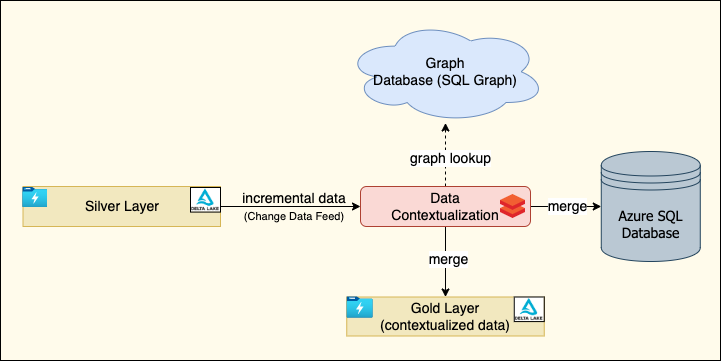 Graph
Database (SQL Graph)
graph lookup
Silver Layer
DELTA LAKE
incremental data
(Change Data Feed)
Data
Contextualization
merge
Azure SQL
Database
merge
Gold Layer
(contextualized data)
DELTA LAKE